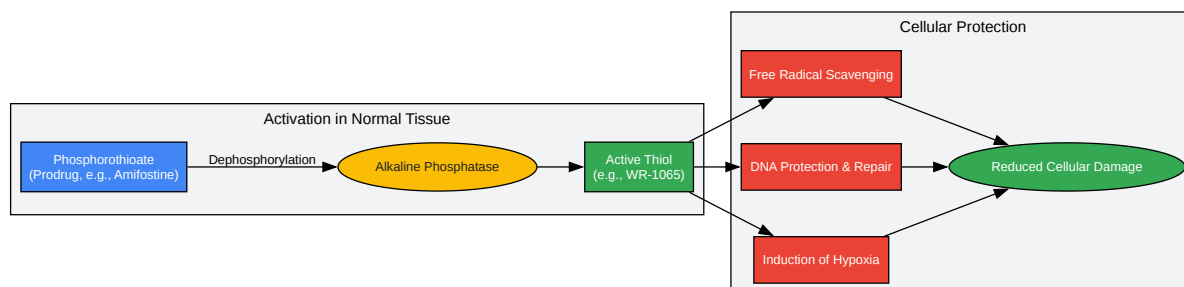 Cellular Protection
Free Radical Scavenging
Activation in Normal Tissue
Phosphorothioate
(Prodrug, e.g., Amifostine)
Dephosphorylation
Alkaline Phosphatase
Active Thiol
(e.g., WR-1065)
DNA Protection & Repair
Reduced Cellular Damage
Induction of Hypoxia